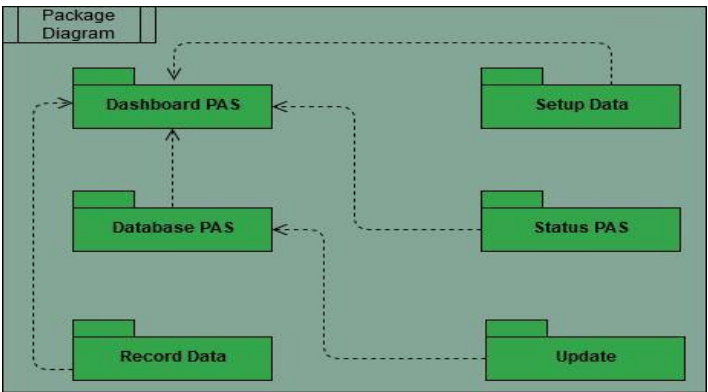 Package
Diagram
Dashboard PAS
Setup Data
Database PAS
Status PAS
Record Data
Update